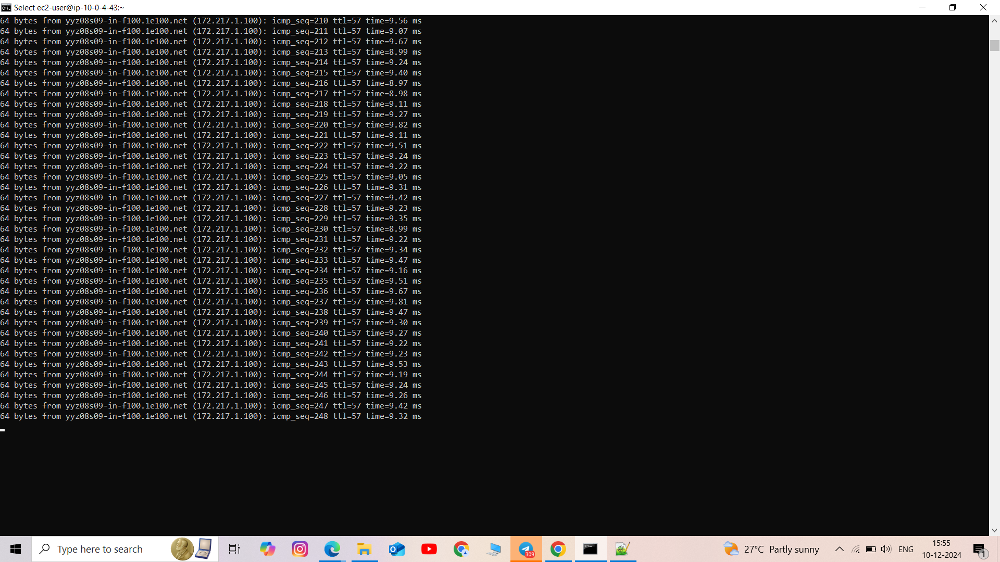 Select ec2-user@ip-10-0-4-43:~
64 bytes from yyz08s09-in-f100.1e100.net (172.217.1.100): icmp_seq=210 ttl=57 time=9.56 ms
64 bytes from yyz08s09-in-f100.1e100.net (172.217.1.100): icmp_seq=211 ttl=57 time=9.07 ms
64 bytes from yyz08s09-in-f100.1e100.net (172.217.1.100): icmp_seq=212 ttl=57 time=9.67 ms
64 bytes from yyz08s09-in-f100.1e100.net (172.217.1.100): icmp_seq=213 ttl=57 time=8.99 ms
64 bytes from yyz08s09-in-f100.1e100.net (172.217.1.100): icmp_seq=214 ttl=57 time=9.24 ms
64 bytes from yyz08s09-in-f100.1e100.net (172.217.1.100): icmp_seq=215 ttl=57 time=9.40 ms
64 bytes from yyz08s09-in-f100.1e100.net (172.217.1.100): icmp_seq=216 ttl=57 time=8.97 ms
64 bytes from yyz08s09-in-f100.1e100.net (172.217.1.100): icmp_seq=217 ttl=57 time=8.98 ms
64 bytes from yyz08s09-in-f100.1e100.net (172.217.1.100): icmp_seq=218 ttl=57 time=9.11 ms
64 bytes from yyz08s09-in-f100.1e100.net (172.217.1.100): icmp_seq=219 ttl=57 time=9.27 ms
64 bytes from yyz08s09-in-f100.1e100.net (172.217.1.100): icmp_seq=220 ttl=57 time=9.82 ms
64 bytes from yyz08s09-in-f100.1e100.net (172.217.1.100): icmp_seq=221 ttl=57 time=9.11 ms
64 bytes from yyz08s09-in-f100.1e100.net (172.217.1.100): icmp_seq=222 ttl=57 time=9.51 ms
64 bytes from yyz08s09-in-f100.1e100.net (172.217.1.100): icmp_seq=223 ttl=57 time=9.24 ms
64 bytes from yyz08s09-in-f100.1e100.net (172.217.1.100): icmp_seq=224 ttl=57 time=9.22 ms
64 bytes from yyz08s09-in-f100.1e100.net (172.217.1.100): icmp_seq=225 ttl=57 time=9.05 ms
64 bytes from yyz08s09-in-f100.1e100.net (172.217.1.100): icmp_seq=226 ttl=57 time=9.31 ms
64 bytes from yyz08s09-in-f100.1e100.net (172.217.1.100): icmp_seq=227 ttl=57 time=9.42 ms
64 bytes from yyz08s09-in-f100.1e100.net (172.217.1.100): icmp_seq=228 ttl=57 time=9.23 ms
64 bytes from yyz08s09-in-f100.1e100.net (172.217.1.100): icmp_seq=229 ttl=57 time=9.35 ms
64 bytes from yyz08s09-in-f100.1e100.net (172.217.1.100): icmp_seq=230 ttl=57 time=8.99 ms
64 bytes from yyz08s09-in-f100.1e100.net (172.217.1.100): icmp_seq=231 ttl=57 time=9.22 ms
64 bytes from yyz08s09-in-f100.1e100.net (172.217.1.100): icmp_seq=232 ttl=57 time=9.34 ms
64 bytes from yyz08s09-in-f100.1e100.net (172.217.1.100): icmp_seq=233 ttl=57 time=9.47 ms
64 bytes from yyz08s09-in-f100.1e100.net (172.217.1.100): icmp_seq=234 ttl=57 time=9.16 ms
64 bytes from yyz08s09-in-f100.1e100.net (172.217.1.100): icmp_seq=235 ttl=57 time=9.51 ms
64 bytes from yyz08s09-in-f100.1e100.net (172.217.1.100): icmp_seq=236 ttl=57 time=9.67 ms
64 bytes from yyz08s09-in-f100.1e100.net (172.217.1.100): icmp_seq=237 ttl=57 time=9.81 ms
64 bytes from yyz08s09-in-f100.1e100.net (172.217.1.100): icmp_seq=238 ttl=57 time=9.47 ms
64 bytes from yyz08s09-in-f100.1e100.net (172.217.1.100): icmp_seq=239 ttl=57 time=9.30 ms
64 bytes from yyz08s09-in-f100.1e100.net (172.217.1.100): icmp_seq=240 ttl=57 time=9.27 ms
64 bytes from yyz08s09-in-f100.1e100.net (172.217.1.100): icmp_seq=241 ttl=57 time=9.22 ms
64 bytes from yyz08s09-in-f100.1e100.net (172.217.1.100): icmp_seq=242 ttl=57 time=9.23 ms
64 bytes from yyz08s09-in-f100.1e100.net (172.217.1.100): icmp_seq=243 ttl=57 time=9.53 ms
64 bytes from yyz08s09-in-f100.1e100.net (172.217.1.100): icmp_seq=244 ttl=57 time=9.19 ms
64 bytes from yyz08s09-in-f100.1e100.net (172.217.1.100): icmp_seq=245 ttl=57 time=9.24 ms
64 bytes from yyz08s09-in-f100.1e100.net (172.217.1.100): icmp_seq=246 ttl=57 time=9.26 ms
64 bytes from yyz08s09-in-f100.1e100.net (172.217.1.100): icmp_seq=247 ttl=57 time=9.42 ms
64 bytes from yyz08s09-in-f100.1e100.net (172.217.1.100): icmp_seq=248 ttl=57 time=9.32 ms
Type here to search
309
27°C Partly sunny
ENG
15:55
10-12-2024
1